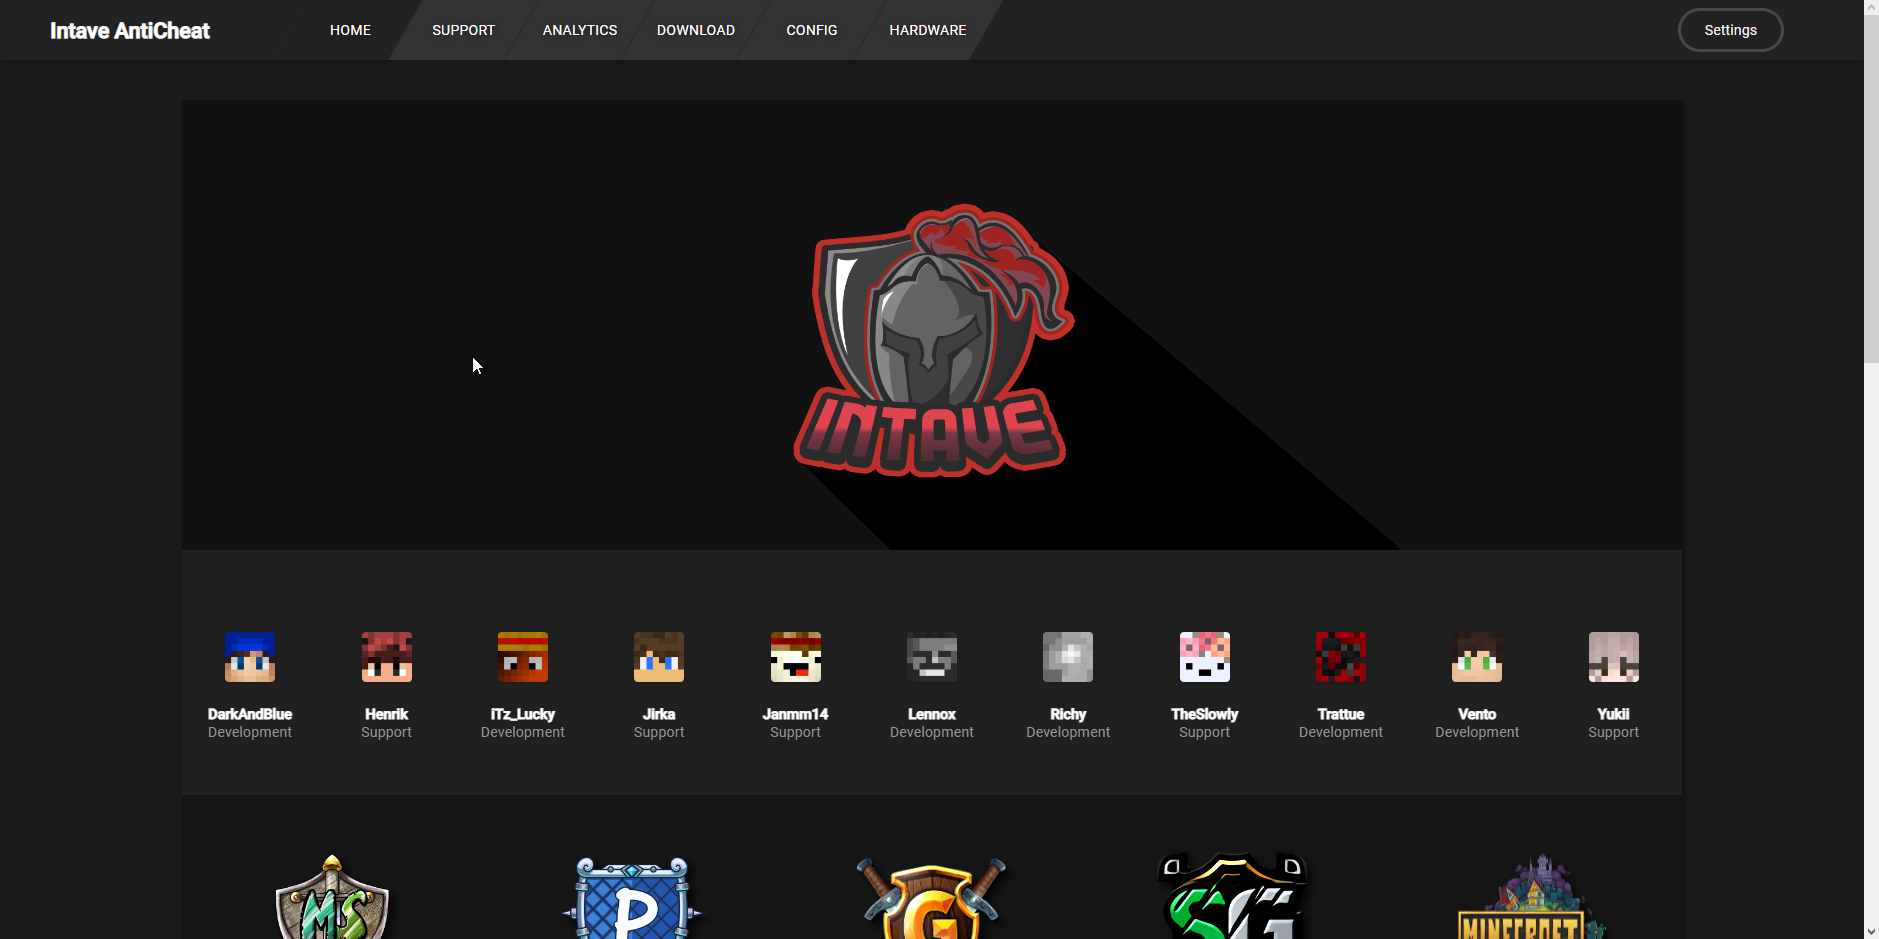 Intave AntiCheat
HOME
SUPPORT
ANALYTICS
DOWNLOAD
CONFIG
HARDWARE
Settings
INTAVE
DarkAndBlue
Development
Henrik
Support
iTz_Lucky
Development
Jirka
Support
Janmm14
Support
Lennox
Development
Richy
Development
TheSlowly
Support
Trattue
Development
Vento
Development
Yukii
Support
MS
P
G
SG
MINECROFT